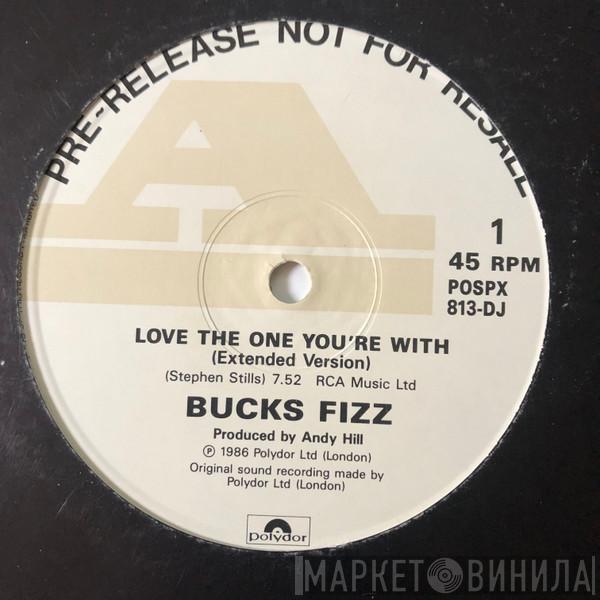 PRE-RELEASE NOT FOR RESALE
A
1
45 RPM
POSPX
813-DJ
LOVE THE ONE YOU'RE WITH
(Extended Version)
(Stephen Stills) 7.52 RCA Music Ltd
BUCKS FIZZ
Produced by Andy Hill
Ⓟ 1986 Polydor Ltd (London)
Original sound recording made by
Polydor Ltd (London)
polydor
МАРКЕТ ВИНИЛА